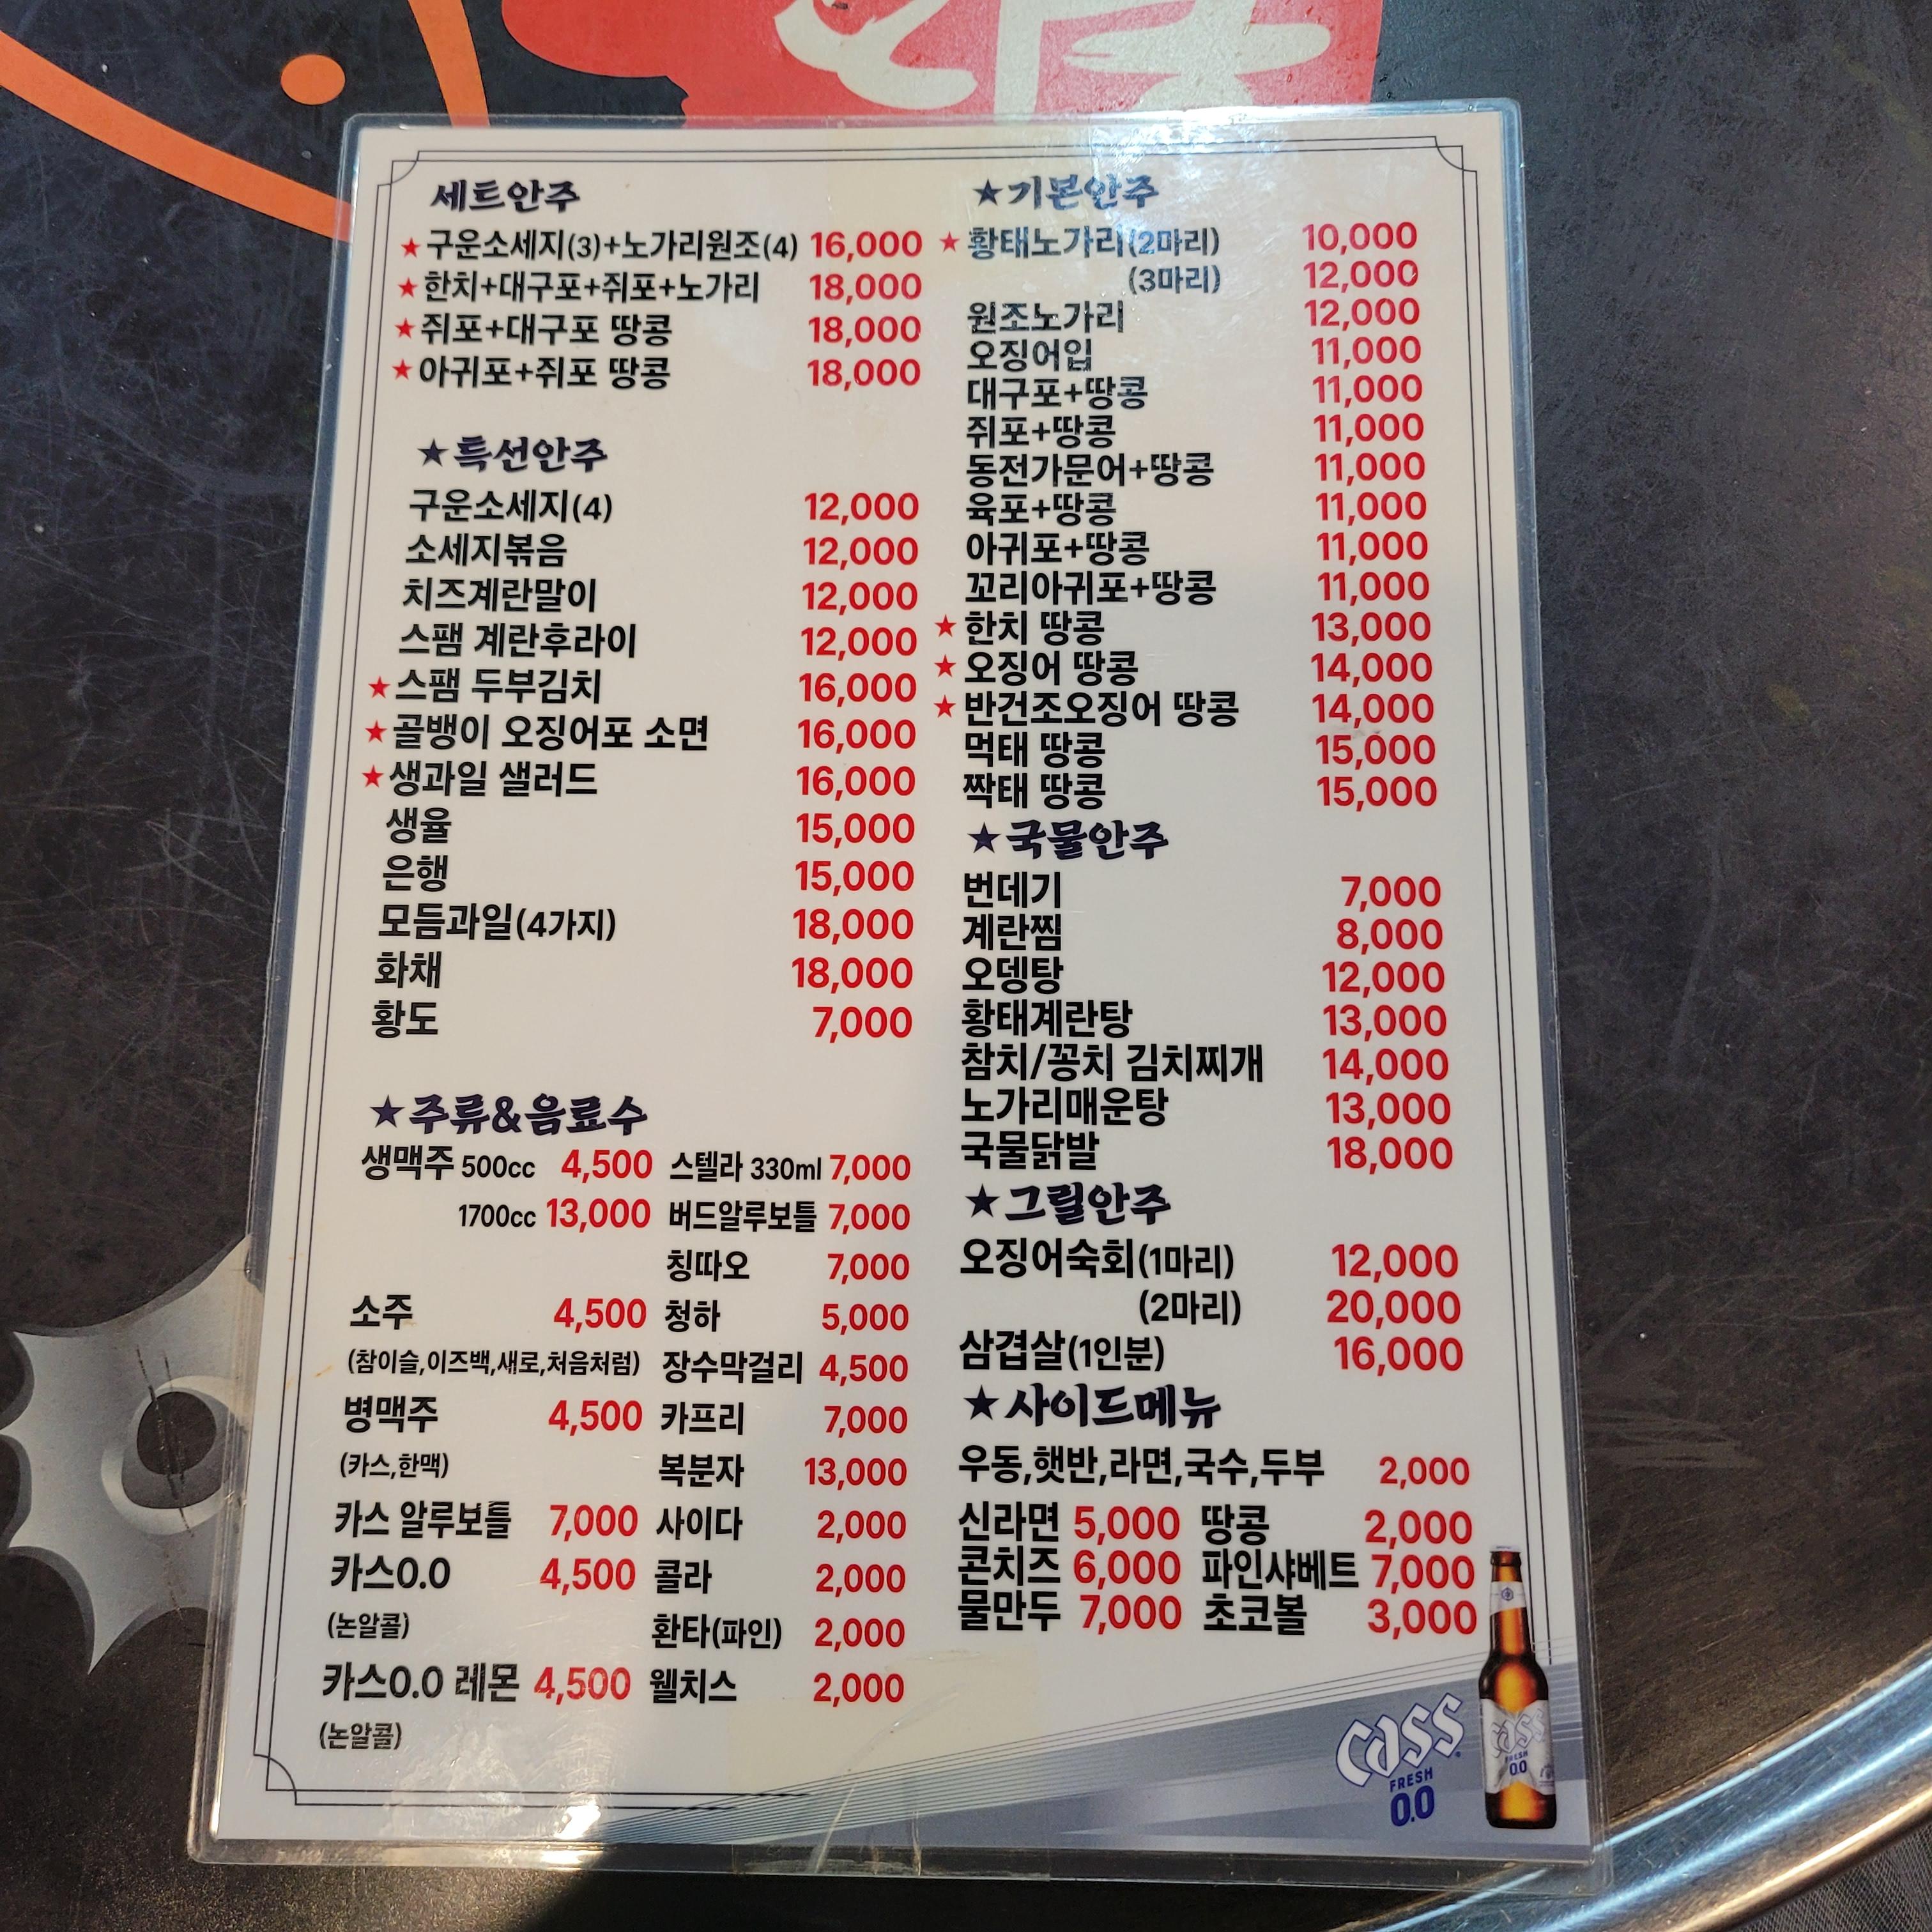 세트안주
★구운소세지(3)+노가리원조(4) 16,000
★한치+대구포+쥐포+노가리 18,000
★쥐포+대구포 땅콩 18,000
★아귀포+쥐포 땅콩 18,000
★특선안주
구운소세지(4) 12,000
소세지볶음 12,000
치즈계란말이 12,000
스팸 계란후라이 12,000
★스팸 두부김치 16,000
★골뱅이 오징어포 소면 16,000
★생과일 샐러드 16,000
생율 15,000
은행 15,000
모듬과일(4가지) 18,000
화채 18,000
황도 7,000
★주류&음료수
생맥주 500cc 4,500 스텔라 330ml 7,000
1700cc 13,000 버드알루보틀 7,000
칭따오 7,000
소주 4,500 청하 5,000
(참이슬,이즈백,새로,처음처럼) 장수막걸리 4,500
병맥주 4,500 카프리 7,000
(카스,한맥) 복분자 13,000
카스 알루보틀 7,000 사이다 2,000
카스0.0 4,500 콜라 2,000
(논알콜) 환타(파인) 2,000
카스0.0 레몬 4,500 웰치스 2,000
(논알콜)
★기본안주
★황태노가리(2마리) 10,000
(3마리) 12,000
원조노가리 12,000
오징어입 11,000
대구포+땅콩 11,000
쥐포+땅콩 11,000
동전가문어+땅콩 11,000
육포+땅콩 11,000
아귀포+땅콩 11,000
꼬리아귀포+땅콩 11,000
★한치 땅콩 13,000
★오징어 땅콩 14,000
★반건조오징어 땅콩 14,000
먹태 땅콩 15,000
짝태 땅콩 15,000
★국물안주
번데기 7,000
계란찜 8,000
오뎅탕 12,000
황태계란탕 13,000
참치/꽁치 김치찌개 14,000
노가리매운탕 13,000
국물닭발 18,000
★그릴안주
오징어숙회(1마리) 12,000
(2마리) 20,000
삼겹살(1인분) 16,000
★사이드메뉴
우동,햇반,라면,국수,두부 2,000
신라면 5,000 땅콩 2,000
콘치즈 6,000 파인샤베트 7,000
물만두 7,000 초코볼 3,000
Cass
FRESH
0.0
Cass
FRESH
0.0